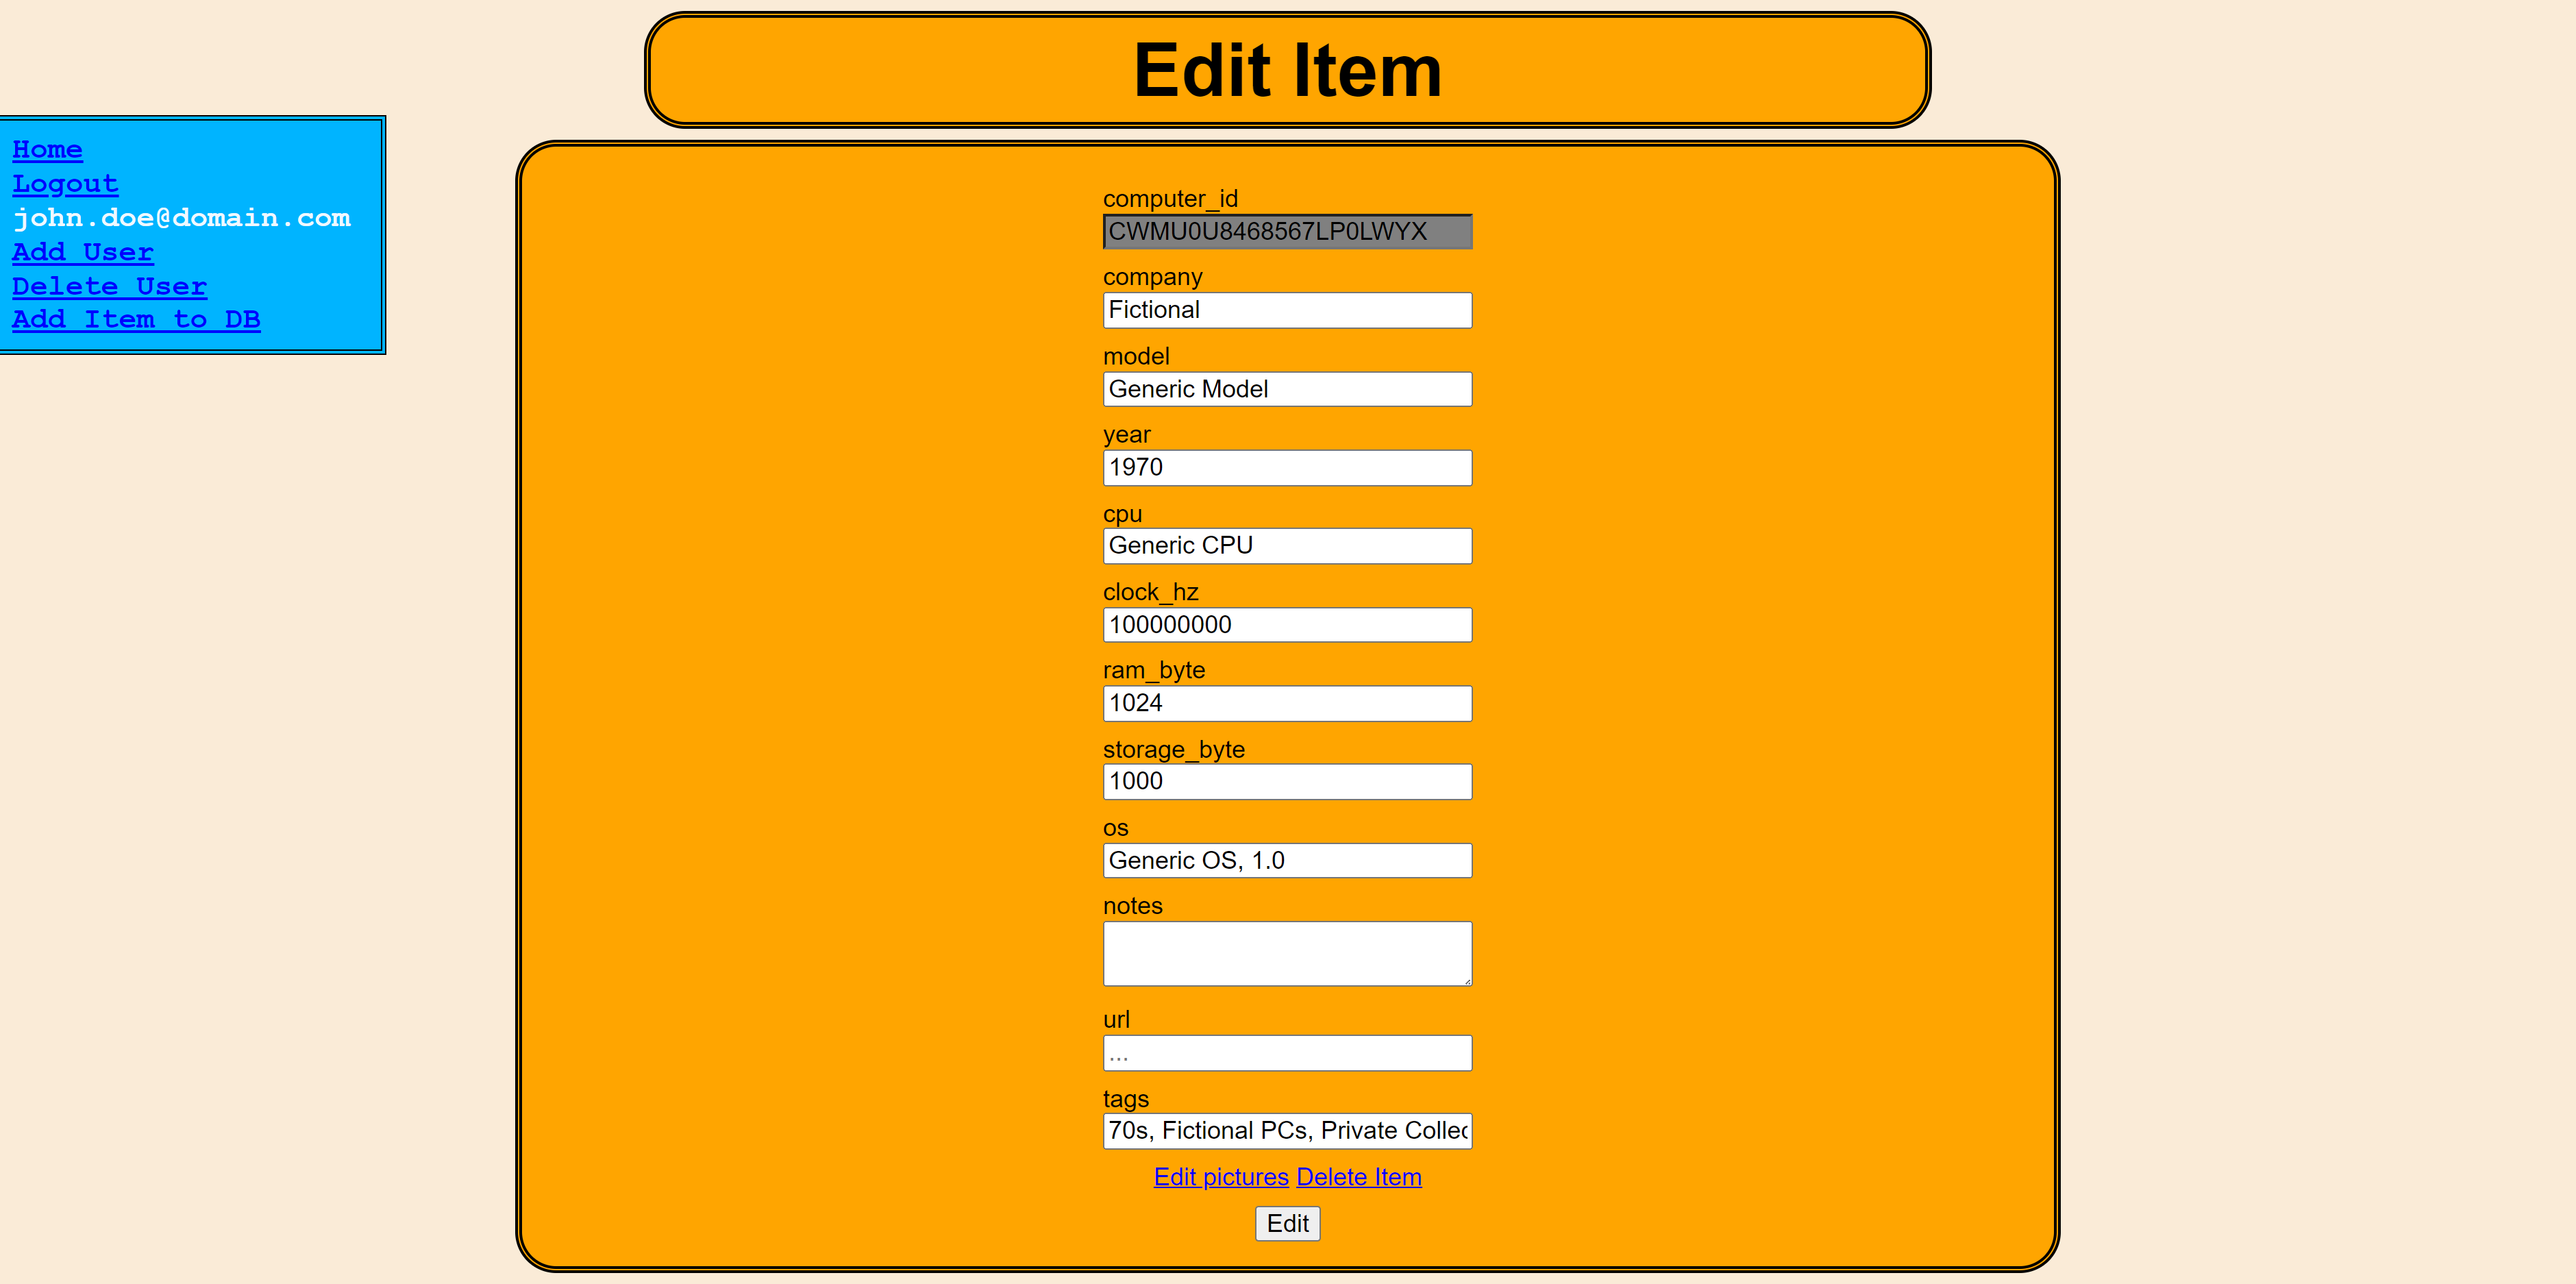 Edit Item
Home
Logout
john.doe@domain.com
Add User
Delete User
Add Item to DB
computer_id
CWMU0U8468567LP0LWYX
company
Fictional
model
Generic Model
year
1970
cpu
Generic CPU
clock_hz
100000000
ram_byte
1024
storage_byte
1000
os
Generic OS, 1.0
notes
url
...
tags
70s, Fictional PCs, Private Collec
Edit pictures Delete Item
Edit